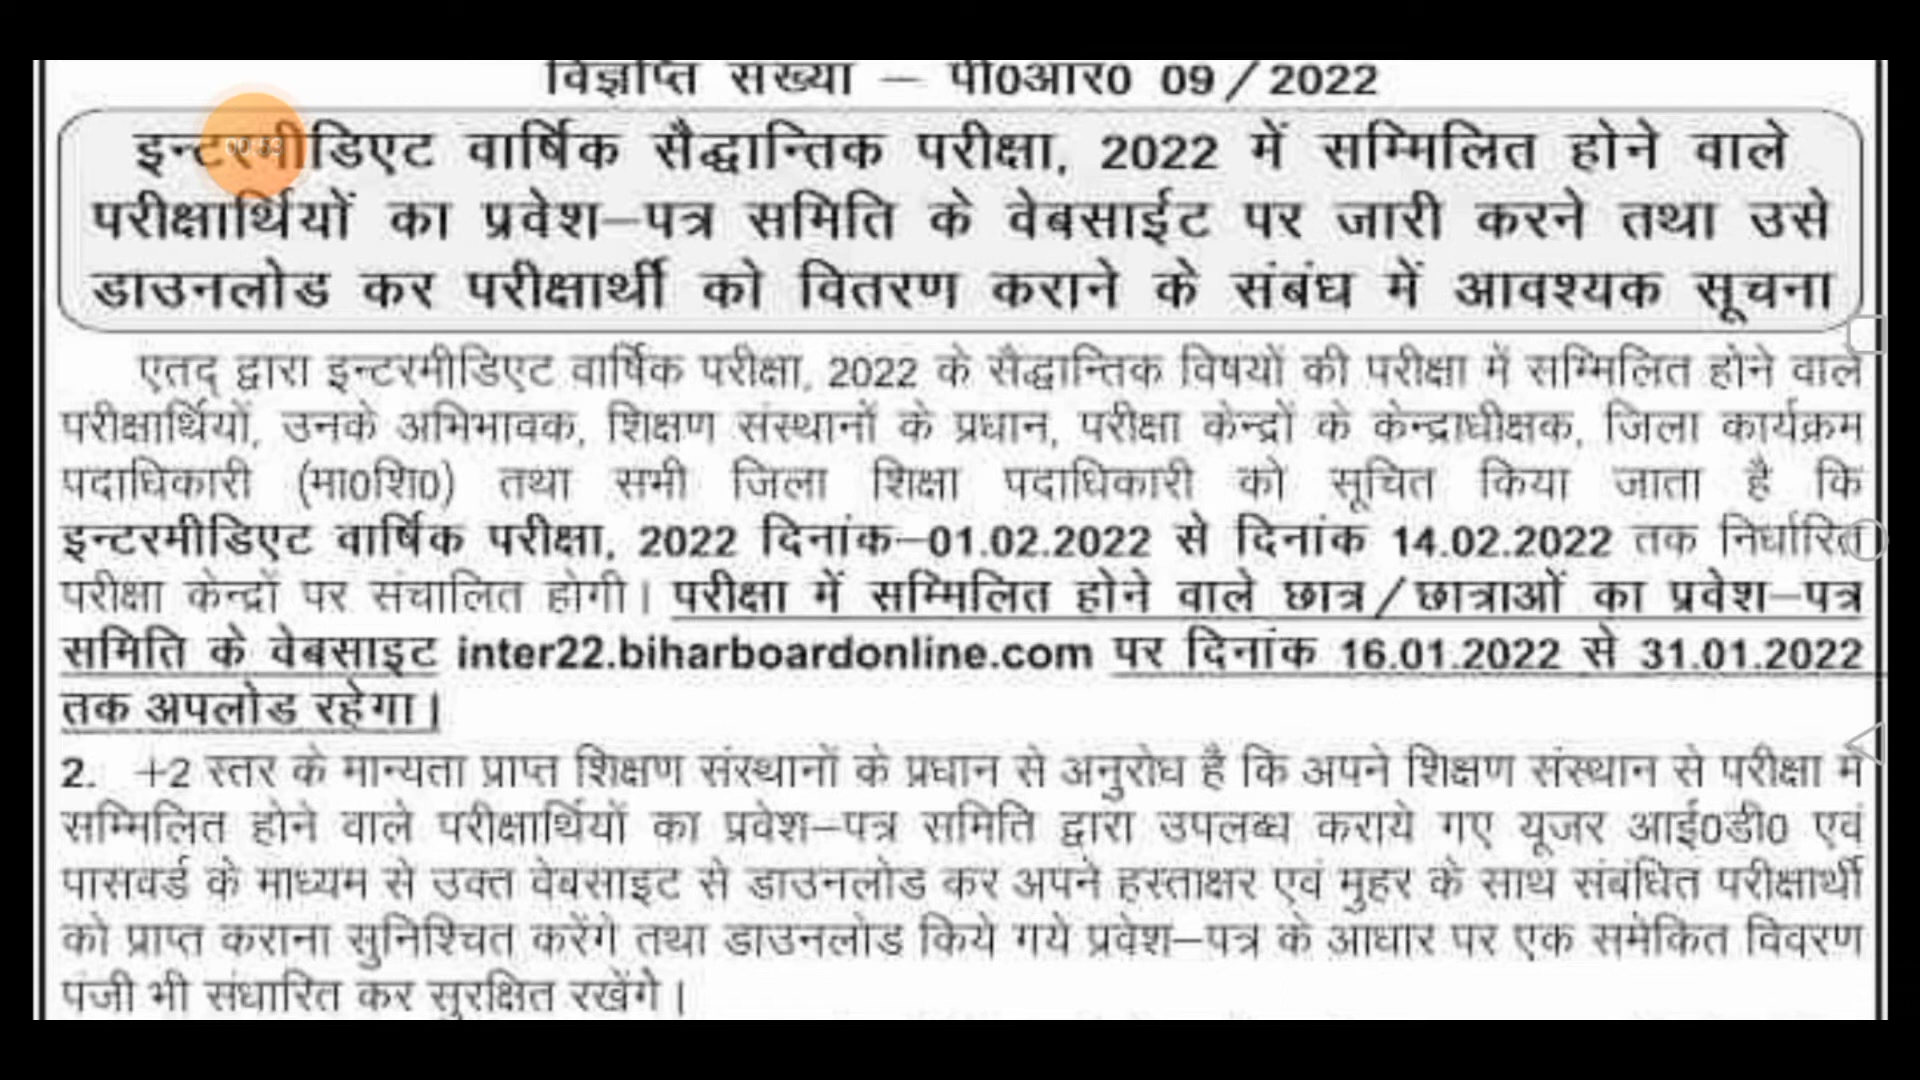 विज्ञप्ति संख्या – पी0आर0 09/2022
इन्टरमीडिएट वार्षिक सैद्धान्तिक परीक्षा, 2022 में सम्मिलित होने वाले
परीक्षार्थियों का प्रवेश–पत्र समिति के वेबसाईट पर जारी करने तथा उसे
डाउनलोड कर परीक्षार्थी को वितरण कराने के संबंध में आवश्यक सूचना
एतद् द्वारा इन्टरमीडिएट वार्षिक परीक्षा, 2022 के सैद्धान्तिक विषयों की परीक्षा में सम्मिलित होने वाले
परीक्षार्थियों, उनके अभिभावक, शिक्षण संस्थानों के प्रधान, परीक्षा केन्द्रों के केन्द्राधीक्षक, जिला कार्यक्रम
पदाधिकारी (मा0शि0) तथा सभी जिला शिक्षा पदाधिकारी को सूचित किया जाता है कि
इन्टरमीडिएट वार्षिक परीक्षा, 2022 दिनांक–01.02.2022 से दिनांक 14.02.2022 तक निर्धारित
परीक्षा केन्द्रों पर संचालित होगी। परीक्षा में सम्मिलित होने वाले छात्र/छात्राओं का प्रवेश–पत्र
समिति के वेबसाइट inter22.biharboardonline.com पर दिनांक 16.01.2022 से 31.01.2022
तक अपलोड रहेगा।
2. +2 स्तर के मान्यता प्राप्त शिक्षण संस्थानों के प्रधान से अनुरोध है कि अपने शिक्षण संस्थान से परीक्षा में
सम्मिलित होने वाले परीक्षार्थियों का प्रवेश–पत्र समिति द्वारा उपलब्ध कराये गए यूजर आई0डी0 एवं
पासवर्ड के माध्यम से उक्त वेबसाइट से डाउनलोड कर अपने हस्ताक्षर एवं मुहर के साथ संबंधित परीक्षार्थी
को प्राप्त कराना सुनिश्चित करेंगे तथा डाउनलोड किये गये प्रवेश–पत्र के आधार पर एक समेकित विवरण
पंजी भी संधारित कर सुरक्षित रखेंगे।